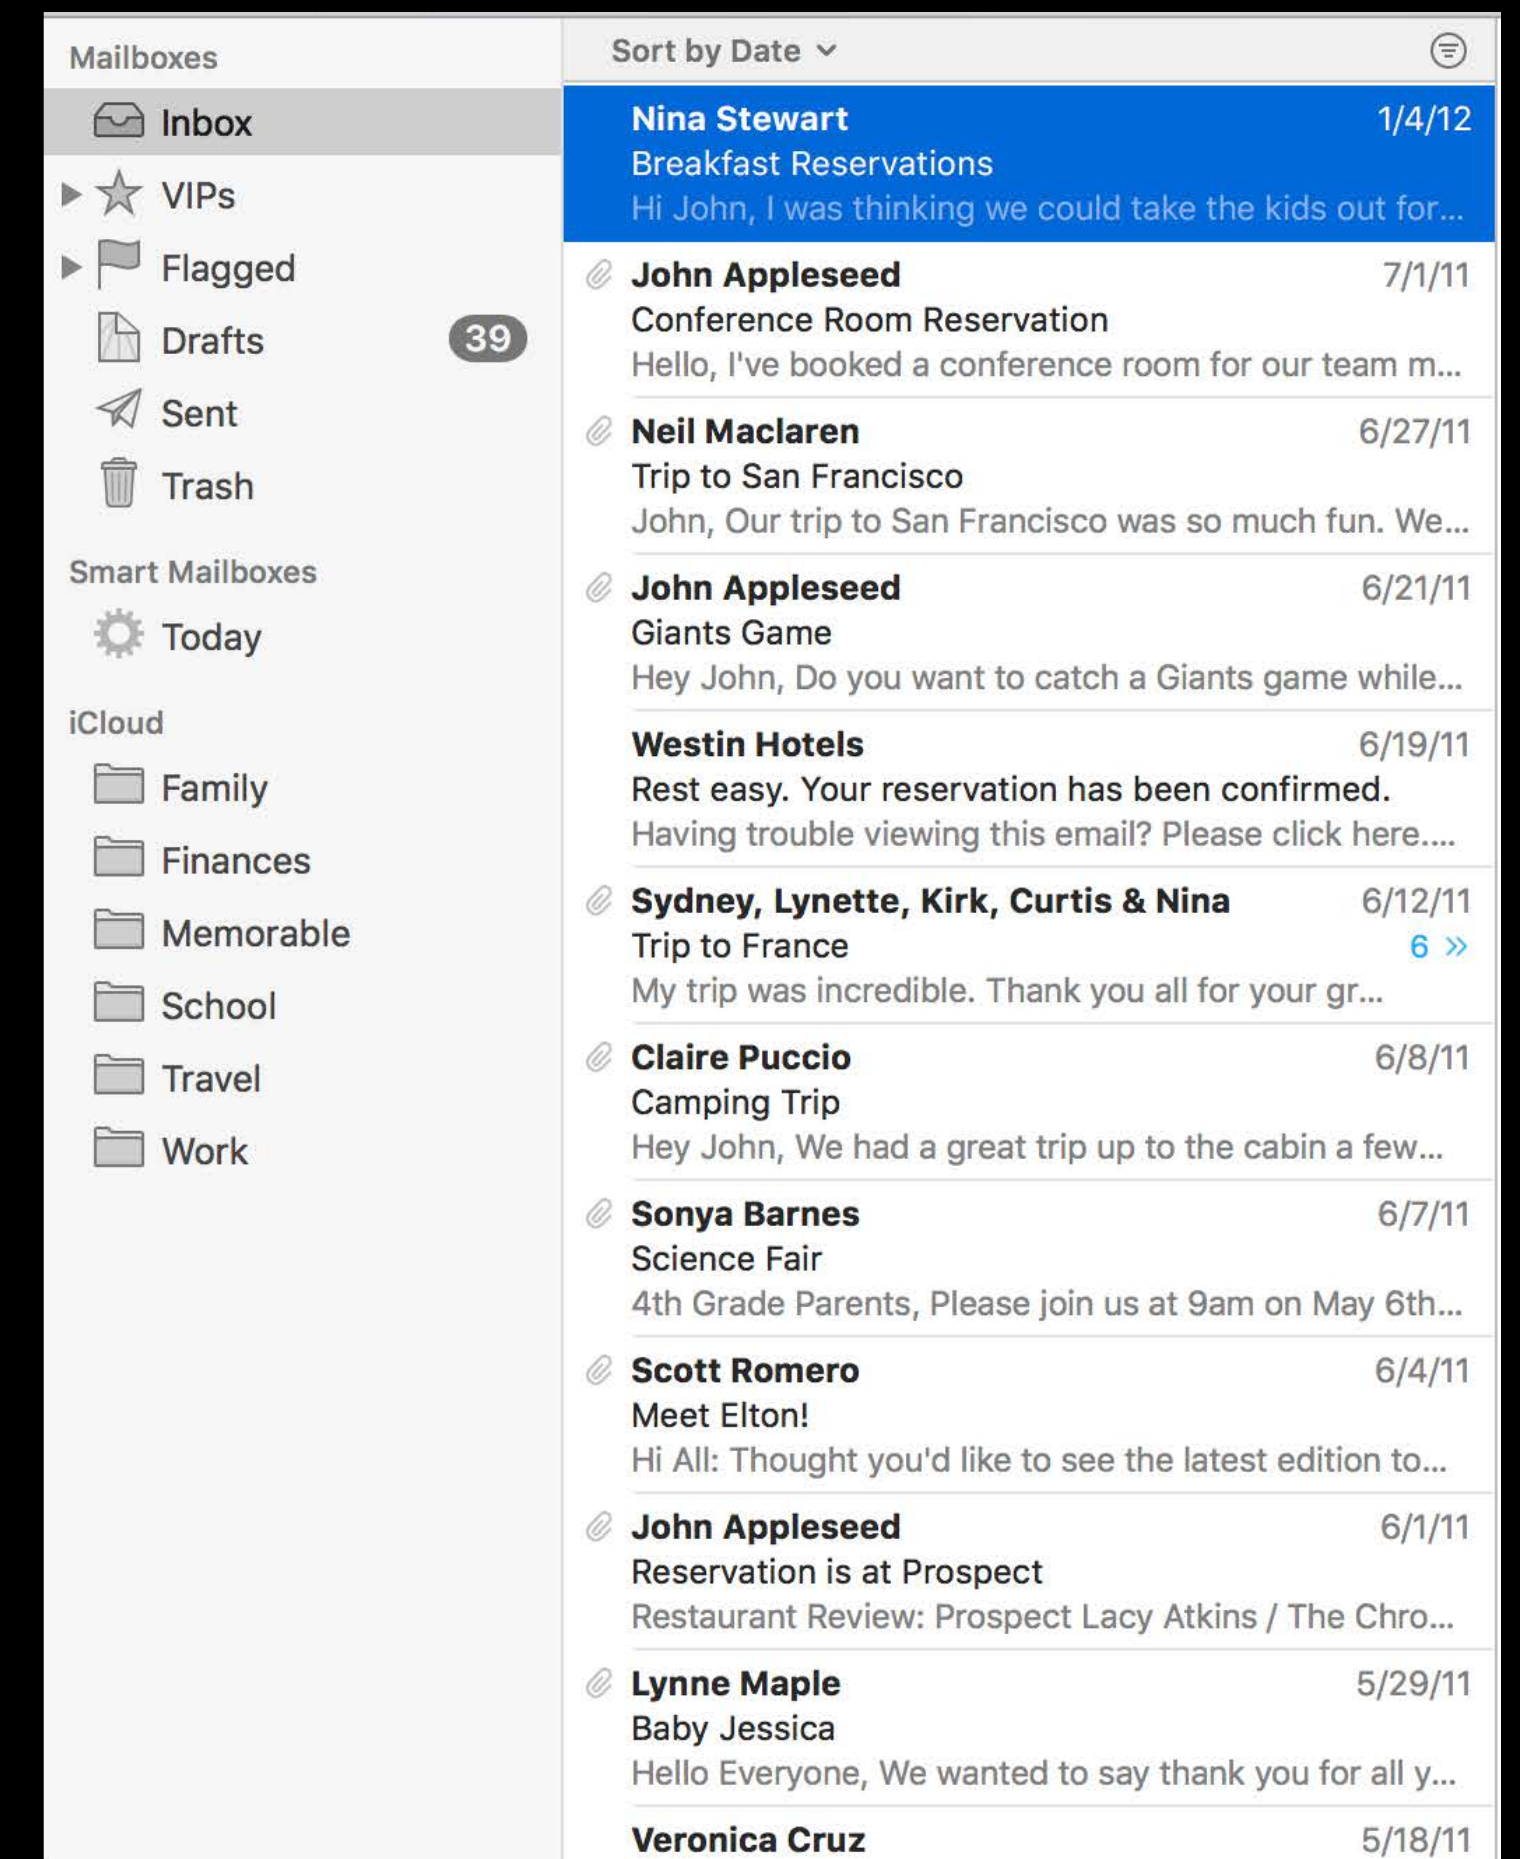 Mailboxes
Inbox
VIPs
Flagged
Drafts 39
Sent
Trash
Smart Mailboxes
Today
iCloud
Family
Finances
Memorable
School
Travel
Work
Sort by Date
Nina Stewart 1/4/12
Breakfast Reservations
Hi John, I was thinking we could take the kids out for...
John Appleseed 7/1/11
Conference Room Reservation
Hello, I've booked a conference room for our team m...
Neil Maclaren 6/27/11
Trip to San Francisco
John, Our trip to San Francisco was so much fun. We...
John Appleseed 6/21/11
Giants Game
Hey John, Do you want to catch a Giants game while...
Westin Hotels 6/19/11
Rest easy. Your reservation has been confirmed.
Having trouble viewing this email? Please click here....
Sydney, Lynette, Kirk, Curtis & Nina 6/12/11
Trip to France 6 »
My trip was incredible. Thank you all for your gr...
Claire Puccio 6/8/11
Camping Trip
Hey John, We had a great trip up to the cabin a few...
Sonya Barnes 6/7/11
Science Fair
4th Grade Parents, Please join us at 9am on May 6th...
Scott Romero 6/4/11
Meet Elton!
Hi All: Thought you'd like to see the latest edition to...
John Appleseed 6/1/11
Reservation is at Prospect
Restaurant Review: Prospect Lacy Atkins / The Chro...
Lynne Maple 5/29/11
Baby Jessica
Hello Everyone, We wanted to say thank you for all y...
Veronica Cruz 5/18/11